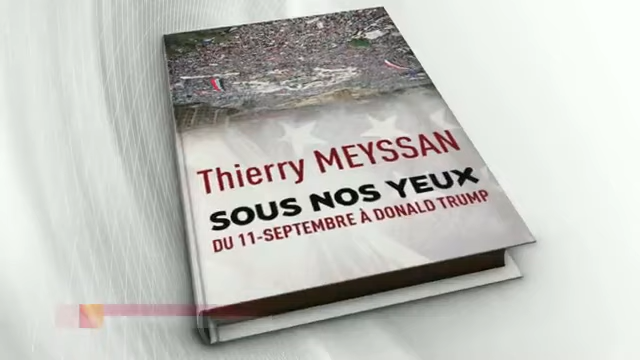 Thierry MEYSSAN
SOUS NOS YEUX
DU 11-SEPTEMBRE À DONALD TRUMP